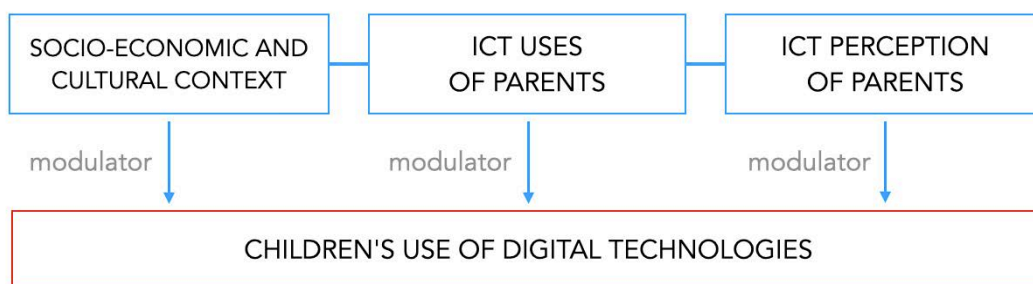 SOCIO-ECONOMIC AND
CULTURAL CONTEXT
ICT USES
OF PARENTS
ICT PERCEPTION
OF PARENTS
modulator
modulator
modulator
CHILDREN'S USE OF DIGITAL TECHNOLOGIES